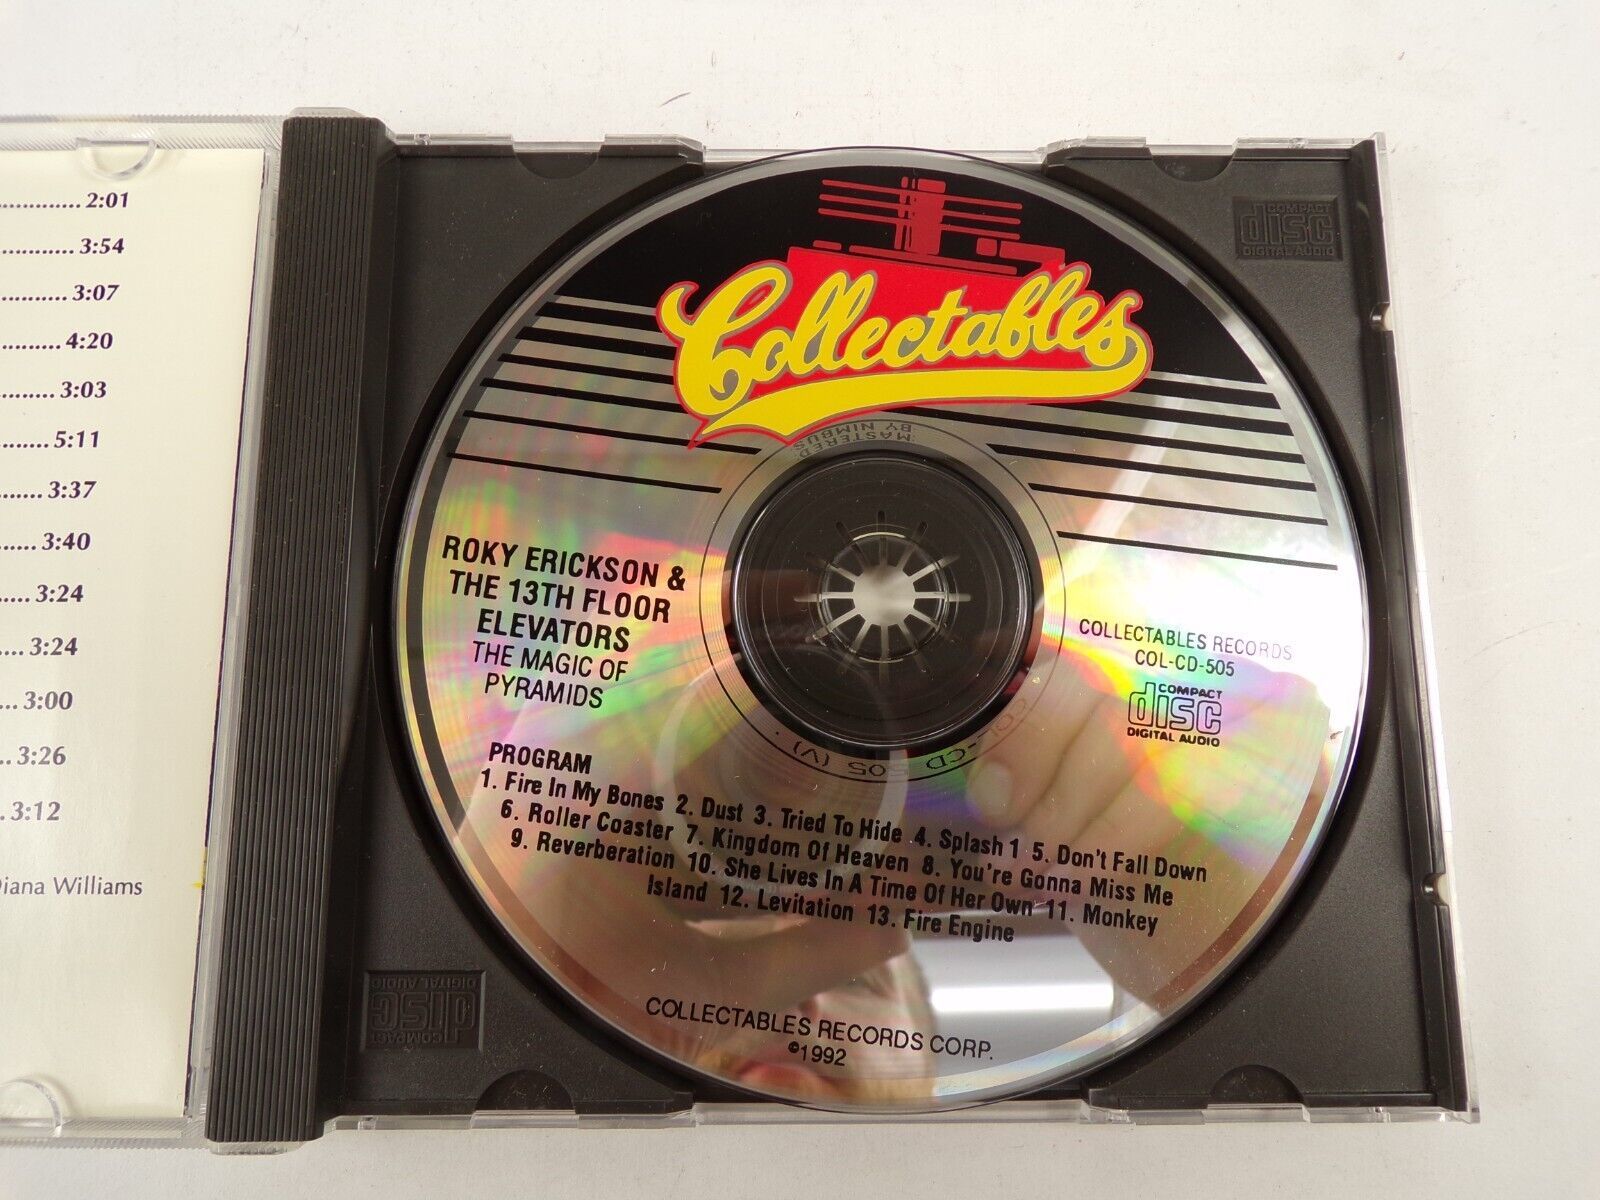 ............ 2:01
............ 3:54
............ 3:07
............ 4:20
............ 3:03
............ 5:11
............ 3:37
............ 3:40
..... 3:24
.... 3:24
... 3:00
.. 3:26
. 3:12
Diana Williams
COMPACT
disc
DIGITAL AUDIO
Collectables
MASTERED
BY NIMBUS
ROKY ERICKSON &
THE 13TH FLOOR
ELEVATORS
THE MAGIC OF
PYRAMIDS
COLLECTABLES RECORDS
COL-CD-505
COMPACT
disc
DIGITAL AUDIO
COL-CD 505 (V) .
PROGRAM
1. Fire In My Bones 2. Dust 3. Tried To Hide 4. Splash 1 5. Don't Fall Down
6. Roller Coaster 7. Kingdom Of Heaven 8. You're Gonna Miss Me
9. Reverberation 10. She Lives In A Time Of Her Own 11. Monkey
Island 12. Levitation 13. Fire Engine
COLLECTABLES RECORDS CORP.
©1992
COMPACT
disc
DIGITAL AUDIO